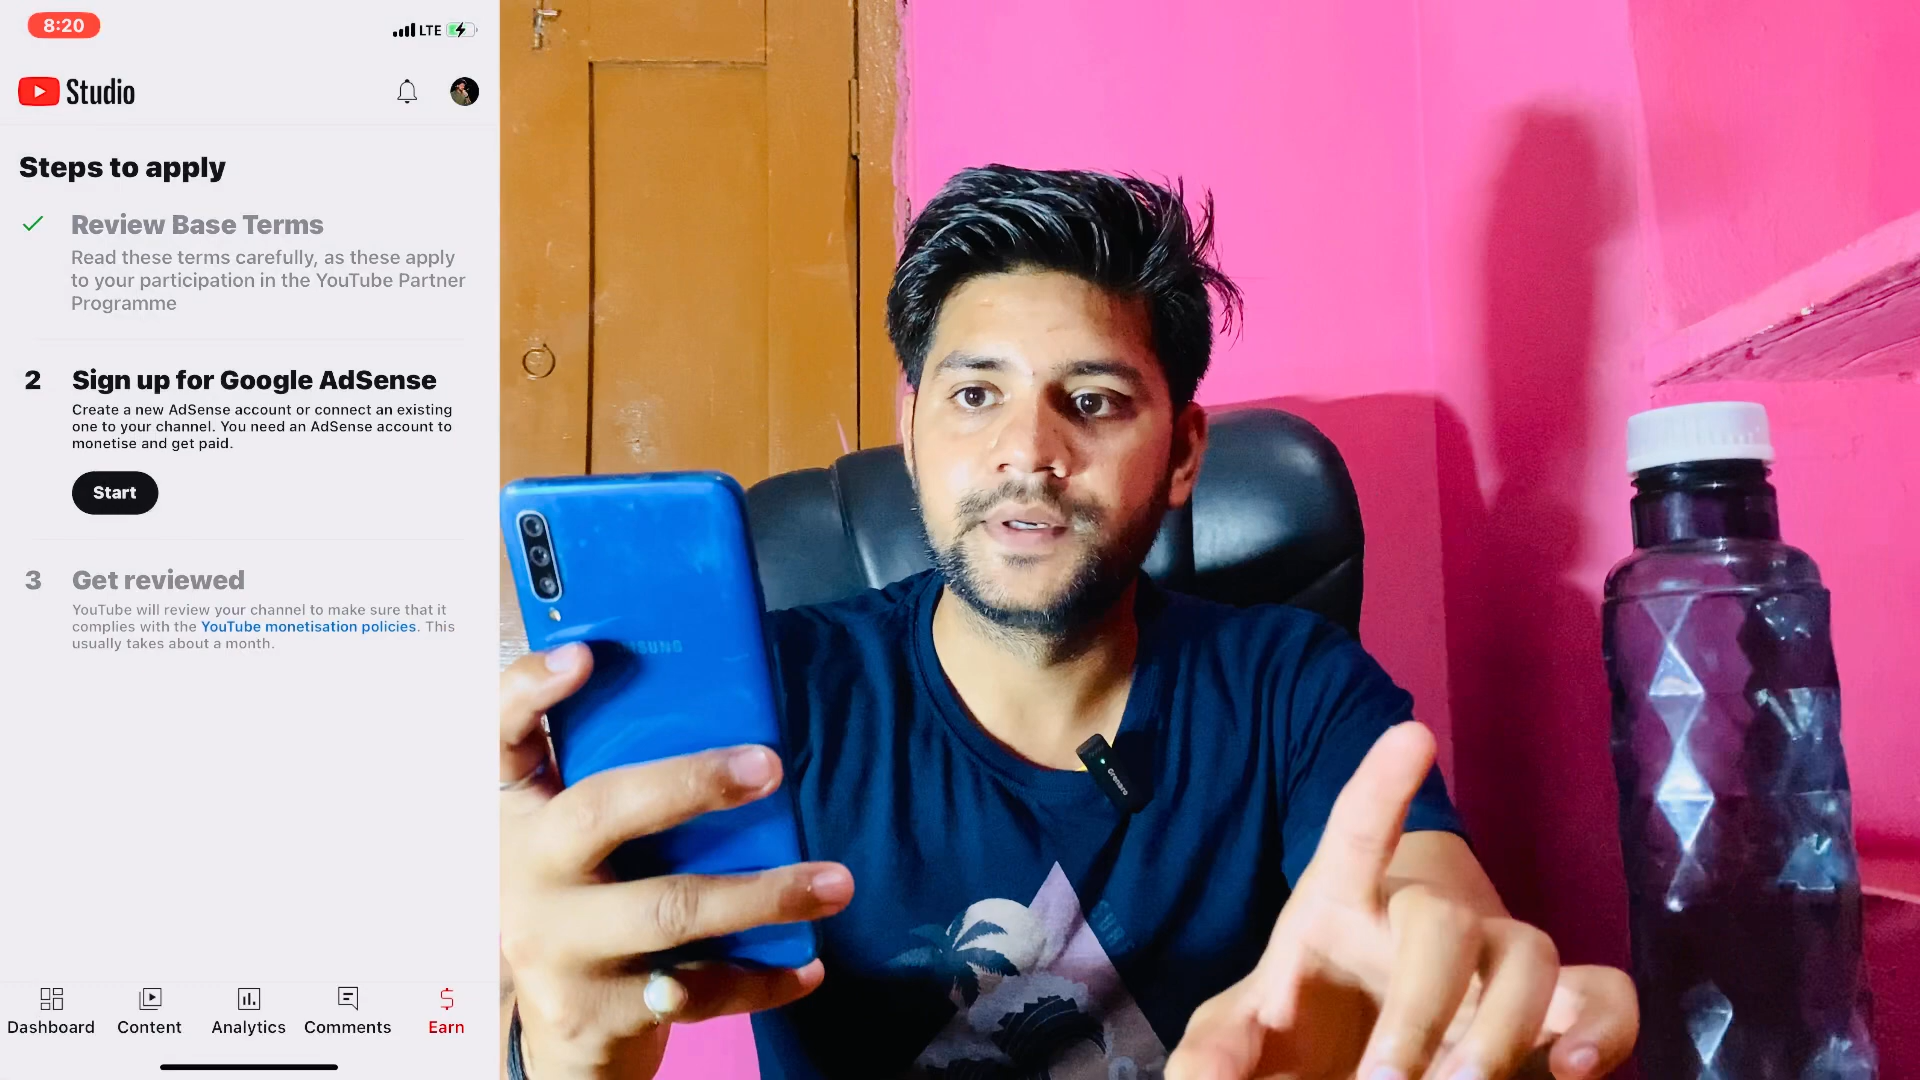 8:20
LTE
Studio
Steps to apply
Review Base Terms
Read these terms carefully, as these apply
to your participation in the YouTube Partner
Programme
2
Sign up for Google AdSense
Create a new AdSense account or connect an existing
one to your channel. You need an AdSense account to
monetise and get paid.
Start
3
Get reviewed
YouTube will review your channel to make sure that it
complies with the YouTube monetisation policies. This
usually takes about a month.
Dashboard
Content
Analytics
Comments
Earn
Grenaro